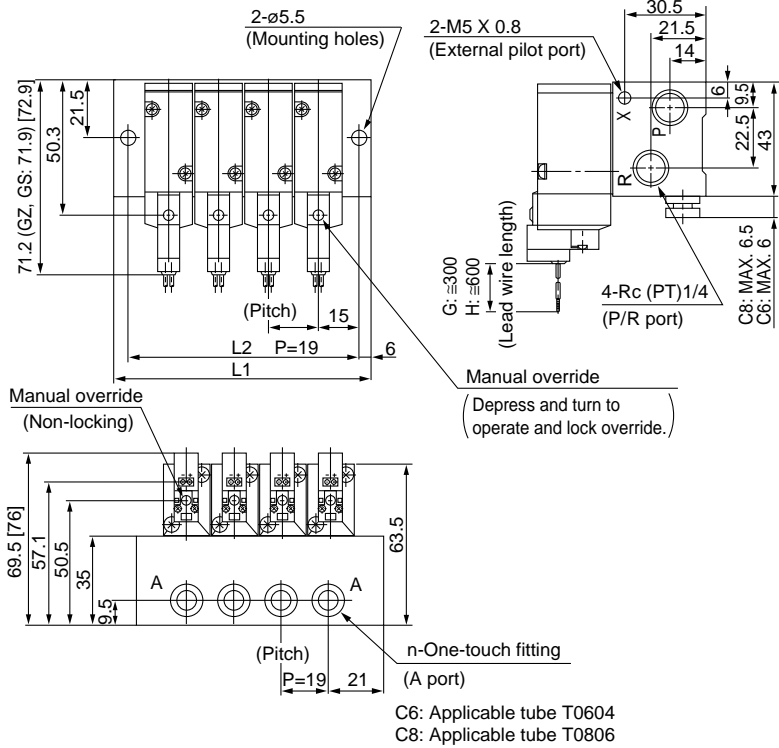 2-ø5.5
(Mounting holes)
2-M5 X 0.8
(External pilot port)
30.5
21.5
14
71.2 (GZ, GS: 71.9) [72.9]
50.3
21.5
X
P
R
6
9.5
22.5
43
(Pitch)
15
L2
P=19
6
L1
G: ≅300
H: ≅600
(Lead wire length)
4-Rc (PT)1/4
(P/R port)
C8: MAX. 6.5
C6: MAX. 6
Manual override
(Depress and turn to
operate and lock override.)
Manual override
(Non-locking)
69.5 [76]
57.1
50.5
35
9.5
A
A
63.5
(Pitch)
P=19
21
n-One-touch fitting
(A port)
C6: Applicable tube T0604
C8: Applicable tube T0806